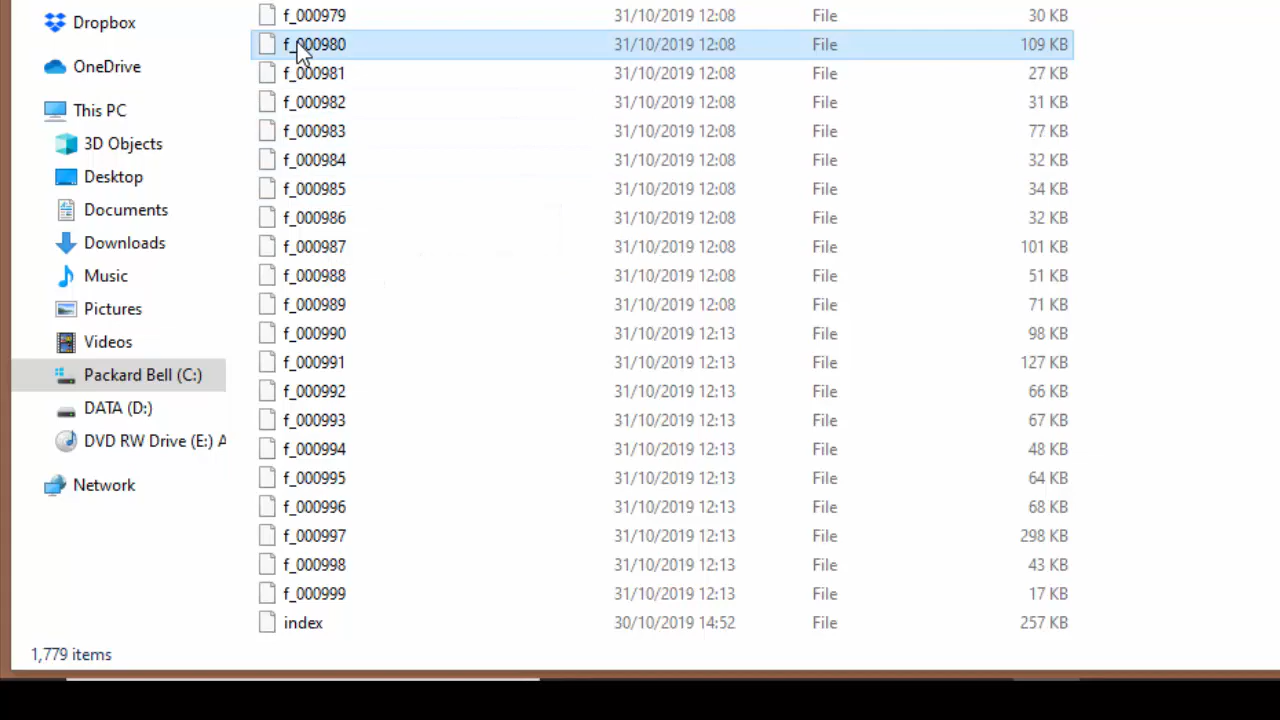 Dropbox
OneDrive
This PC
3D Objects
Desktop
Documents
Downloads
Music
Pictures
Videos
Packard Bell (C:)
DATA (D:)
DVD RW Drive (E:) A
Network
f_000979 31/10/2019 12:08 File 30 KB
f_000980 31/10/2019 12:08 File 109 KB
f_000981 31/10/2019 12:08 File 27 KB
f_000982 31/10/2019 12:08 File 31 KB
f_000983 31/10/2019 12:08 File 77 KB
f_000984 31/10/2019 12:08 File 32 KB
f_000985 31/10/2019 12:08 File 34 KB
f_000986 31/10/2019 12:08 File 32 KB
f_000987 31/10/2019 12:08 File 101 KB
f_000988 31/10/2019 12:08 File 51 KB
f_000989 31/10/2019 12:08 File 71 KB
f_000990 31/10/2019 12:13 File 98 KB
f_000991 31/10/2019 12:13 File 127 KB
f_000992 31/10/2019 12:13 File 66 KB
f_000993 31/10/2019 12:13 File 67 KB
f_000994 31/10/2019 12:13 File 48 KB
f_000995 31/10/2019 12:13 File 64 KB
f_000996 31/10/2019 12:13 File 68 KB
f_000997 31/10/2019 12:13 File 298 KB
f_000998 31/10/2019 12:13 File 43 KB
f_000999 31/10/2019 12:13 File 17 KB
index 30/10/2019 14:52 File 257 KB
1,779 items